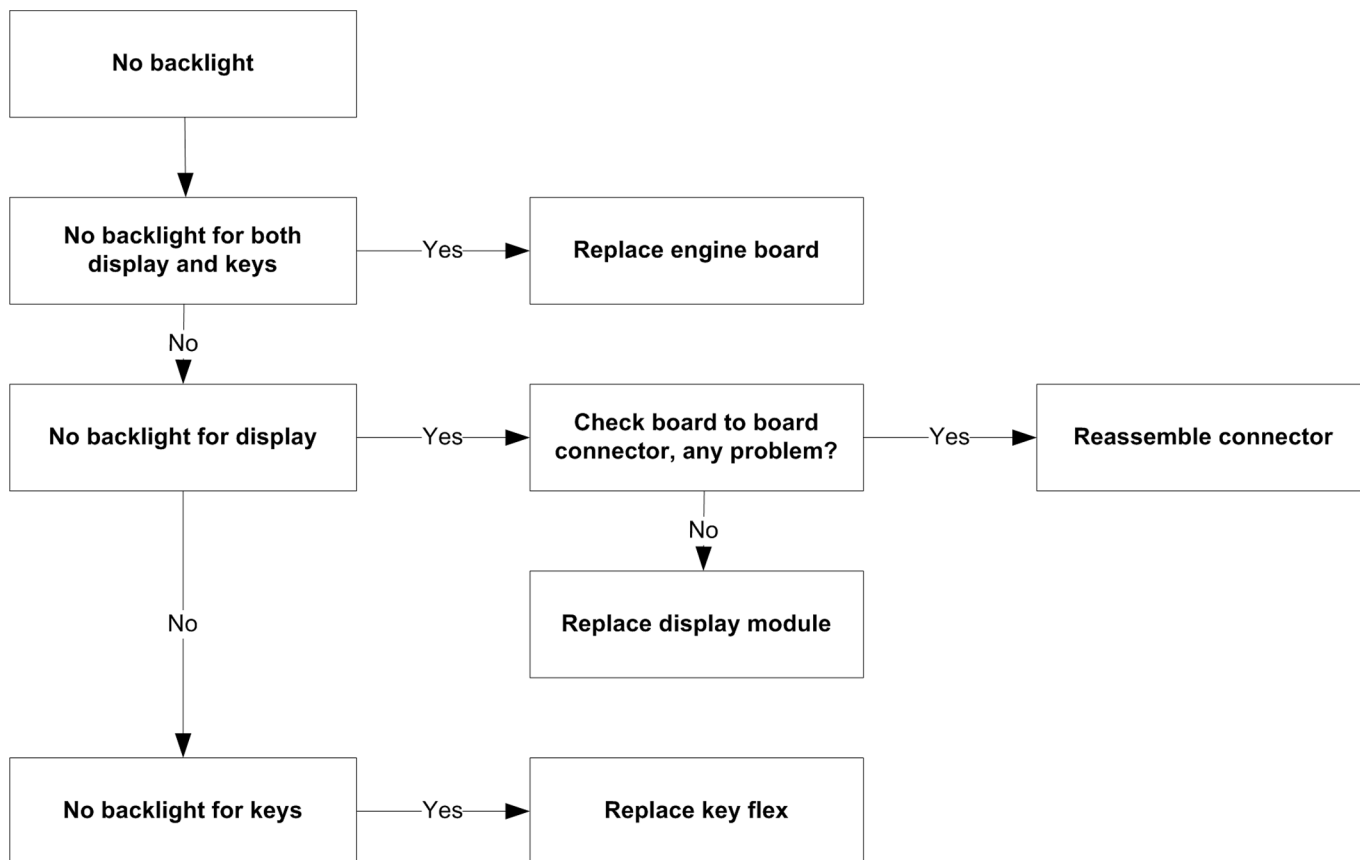 No backlight
No backlight for both
display and keys
Yes
Replace engine board
No
No backlight for display
Yes
Check board to board
connector, any problem?
Yes
Reassemble connector
No
Replace display module
No
No backlight for keys
Yes
Replace key flex